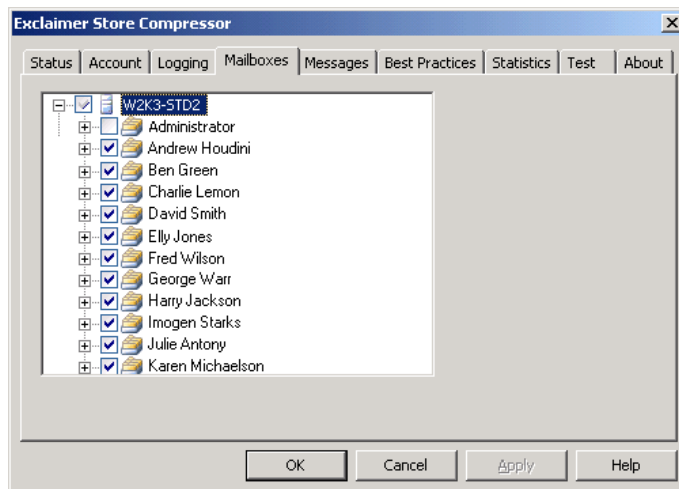 Exclaimer Store Compressor
Status Account Logging Mailboxes Messages Best Practices Statistics Test About
W2K3-STD2
Administrator
Andrew Houdini
Ben Green
Charlie Lemon
David Smith
Elly Jones
Fred Wilson
George Warr
Harry Jackson
Imogen Starks
Julie Antony
Karen Michaelson
OK Cancel Apply Help